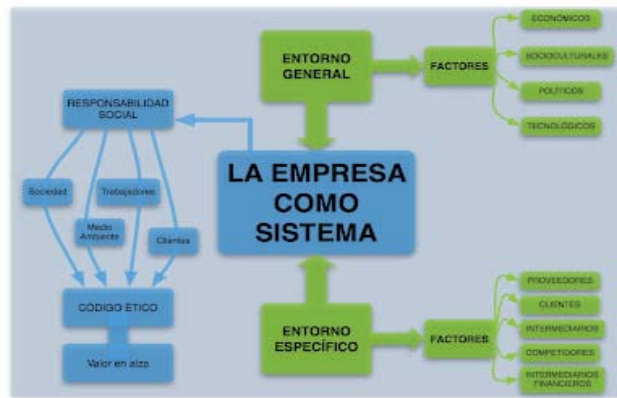 ENTORNO
GENERAL
FACTORES
ECONÓMICOS
SOCIOCULTURALES
POLÍTICOS
TECNOLÓGICOS
RESPONSABILIDAD
SOCIAL
Sociedad
Trabajadores
Medio
Ambiente
Clientes
CÓDIGO ÉTICO
Valor en alza
LA EMPRESA
COMO
SISTEMA
ENTORNO
ESPECÍFICO
FACTORES
PROVEEDORES
CLIENTES
INTERMEDIARIOS
COMPETIDORES
INTERMEDIARIOS
FINANCIEROS